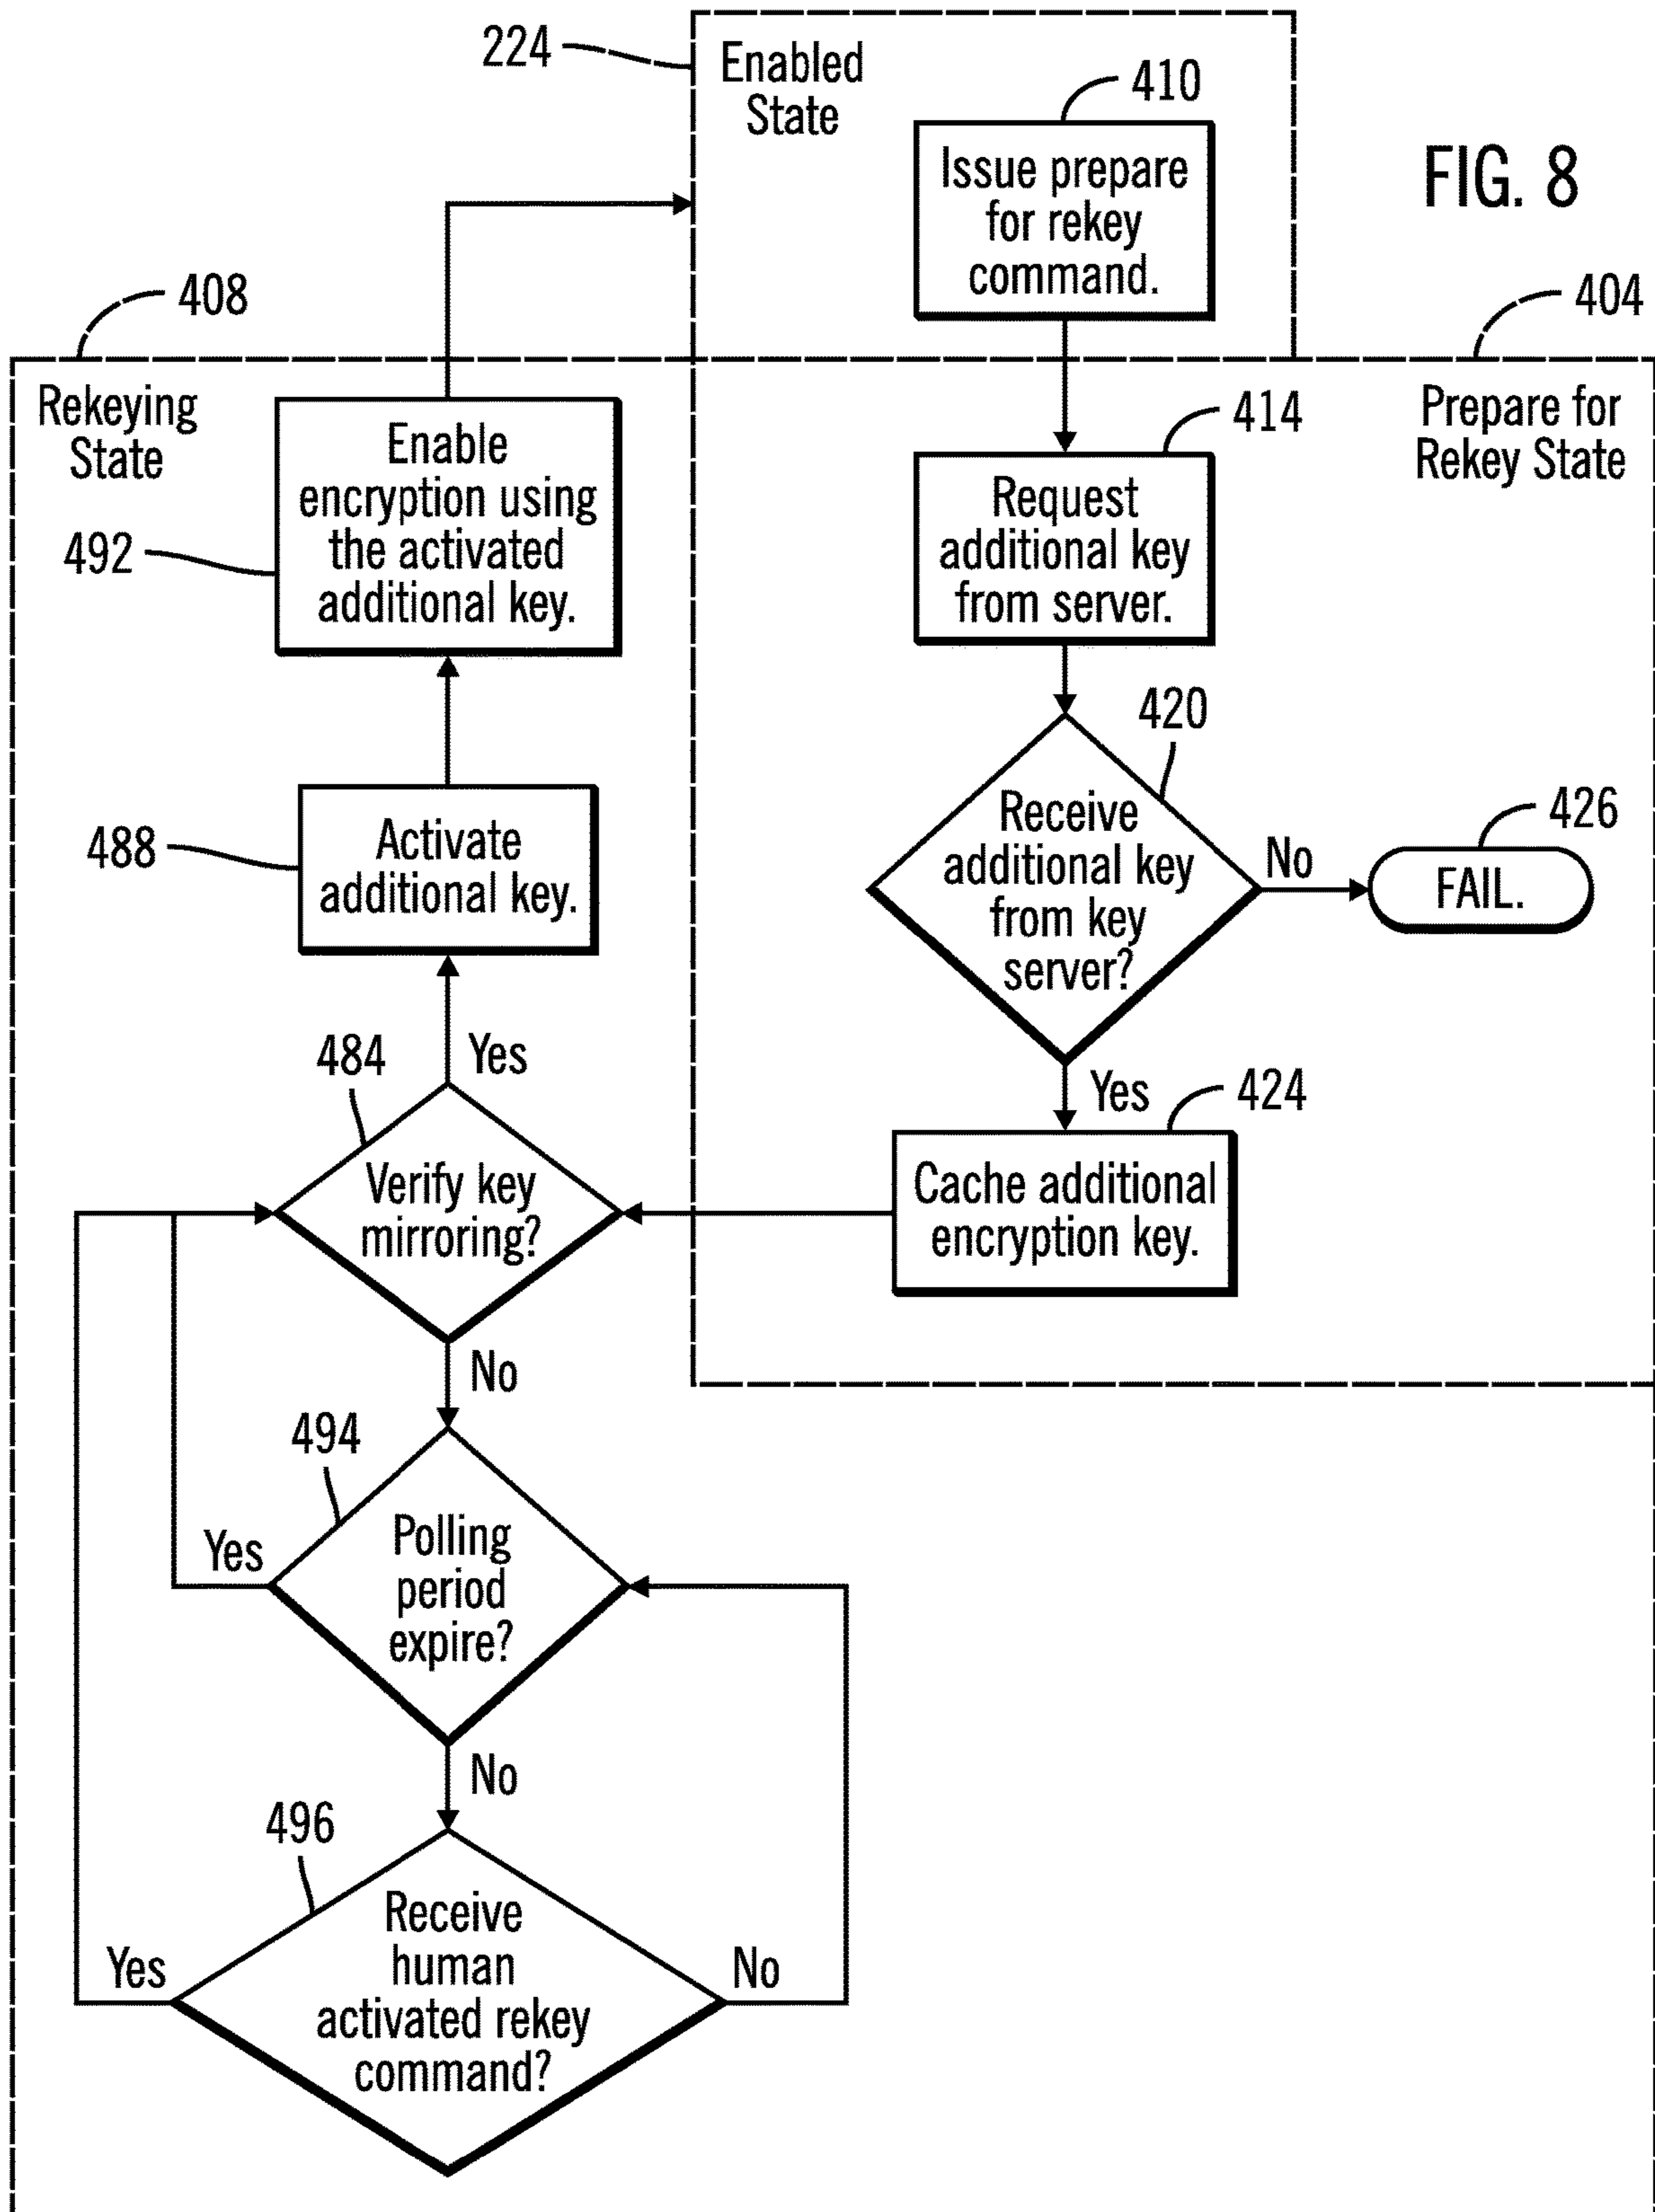 224
Enabled
State
410
Issue prepare
for rekey
command.
FIG. 8
408
404
Rekeying
State
Prepare for
Rekey State
Enable
encryption using
the activated
additional key.
492
414
Request
additional key
from server.
420
Receive
additional key
from key
server?
No
426
FAIL.
488
Activate
additional key.
Yes
484
Yes
424
Verify key
mirroring?
Cache additional
encryption key.
No
494
Polling
period
expire?
Yes
No
496
Receive
human
activated rekey
command?
Yes
No